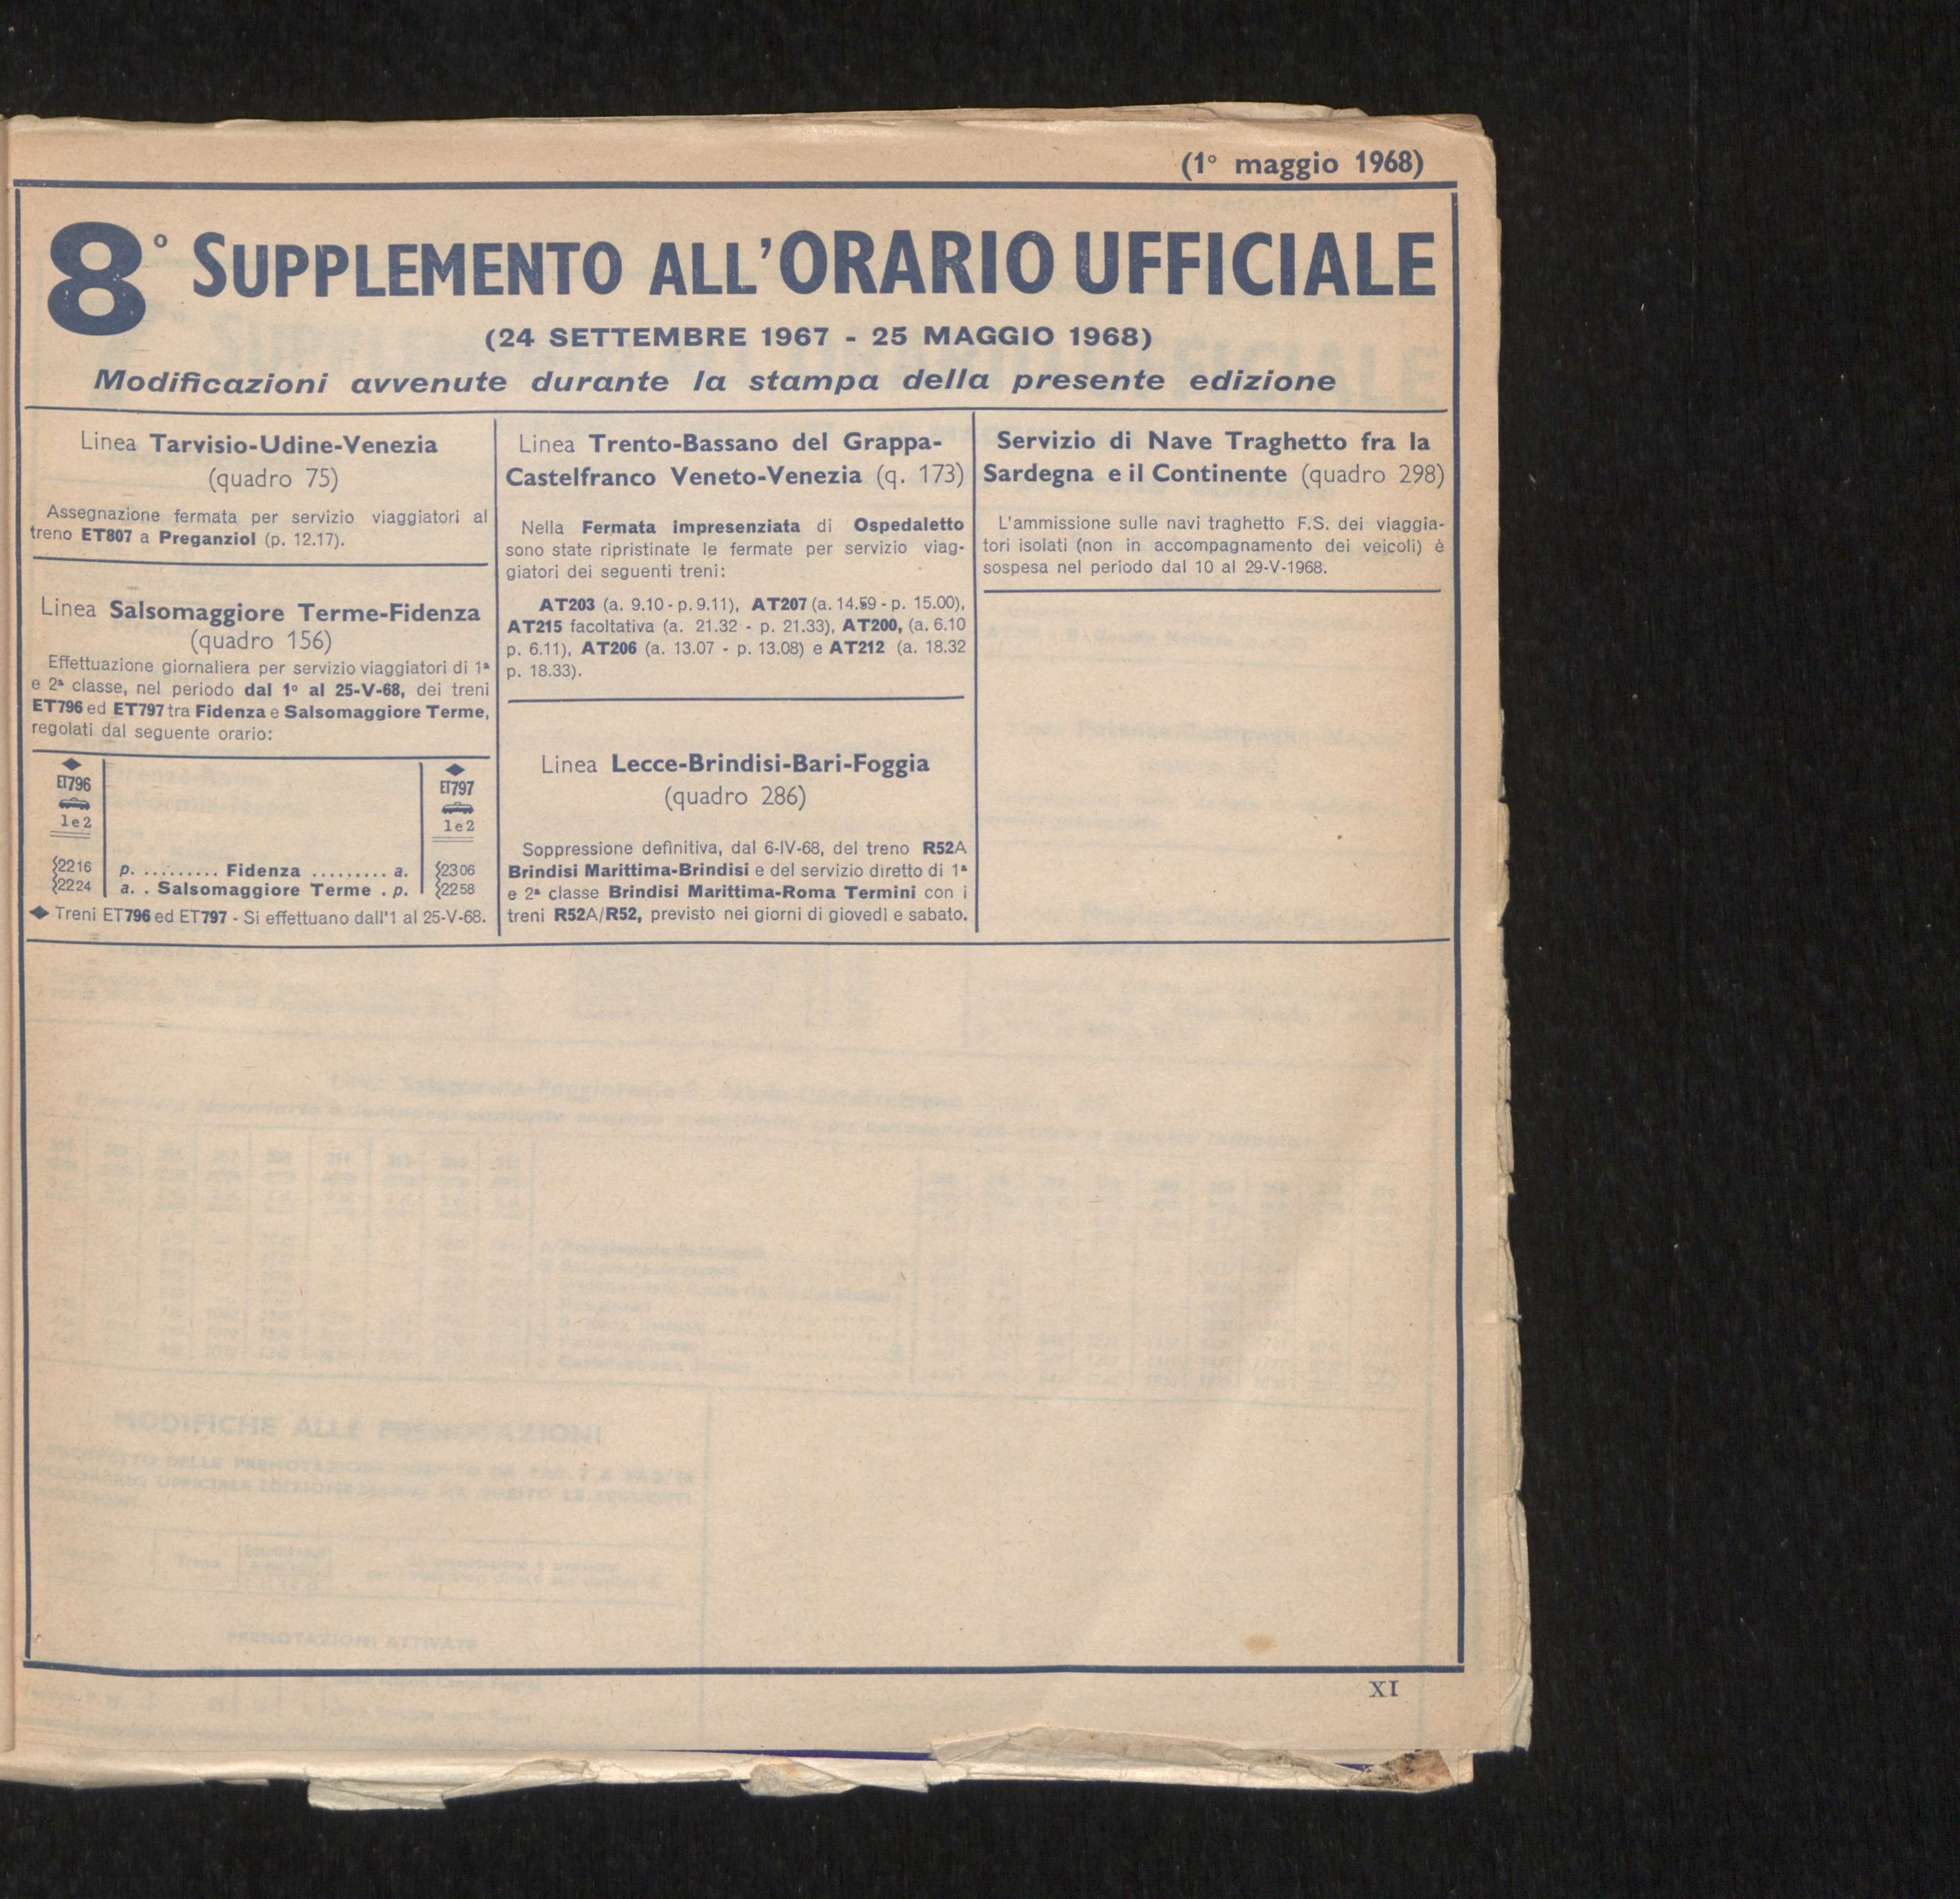 (1° maggio 1968)
8° SUPPLEMENTO ALL'ORARIO UFFICIALE
(24 SETTEMBRE 1967 - 25 MAGGIO 1968)
Modificazioni avvenute durante la stampa della presente edizione
Linea Tarvisio-Udine-Venezia
(quadro 75)
Assegnazione fermata per servizio viaggiatori al
treno ET807 a Preganziol (p. 12.17).
Linea Salsomaggiore Terme-Fidenza
(quadro 156)
Effettuazione giornaliera per servizio viaggiatori di 1ª
e 2ª classe, nel periodo dal 1° al 25-V-68, dei treni
ET796 ed ET797 tra Fidenza e Salsomaggiore Terme,
regolati dal seguente orario:
◆ ◆
ET796 ET797
1e2 1e2
2216 p. .......... Fidenza ......... a. 2306
2224 a. . Salsomaggiore Terme . p. 2258
◆ Treni ET796 ed ET797 - Si effettuano dall'1 al 25-V-68.
Linea Trento-Bassano del Grappa-
Castelfranco Veneto-Venezia (q. 173)
Nella Fermata impresenziata di Ospedaletto
sono state ripristinate le fermate per servizio viag-
giatori dei seguenti treni:
AT203 (a. 9.10 - p. 9.11), AT207 (a. 14.59 - p. 15.00),
AT215 facoltativa (a. 21.32 - p. 21.33), AT200, (a. 6.10
p. 6.11), AT206 (a. 13.07 - p. 13.08) e AT212 (a. 18.32
p. 18.33).
Linea Lecce-Brindisi-Bari-Foggia
(quadro 286)
Soppressione definitiva, dal 6-IV-68, del treno R52A
Brindisi Marittima-Brindisi e del servizio diretto di 1ª
e 2ª classe Brindisi Marittima-Roma Termini con i
treni R52A/R52, previsto nei giorni di giovedì e sabato.
Servizio di Nave Traghetto fra la
Sardegna e il Continente (quadro 298)
L'ammissione sulle navi traghetto F.S. dei viaggia-
tori isolati (non in accompagnamento dei veicoli) è
sospesa nel periodo dal 10 al 29-V-1968.
XI